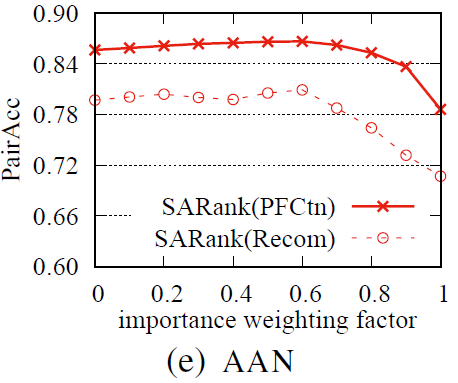 0.90
0.84
0.78
0.72
0.66
0.60
PairAcc
SARank(PFCtn)
SARank(Recom)
0 0.2 0.4 0.6 0.8 1
importance weighting factor
(e) AAN